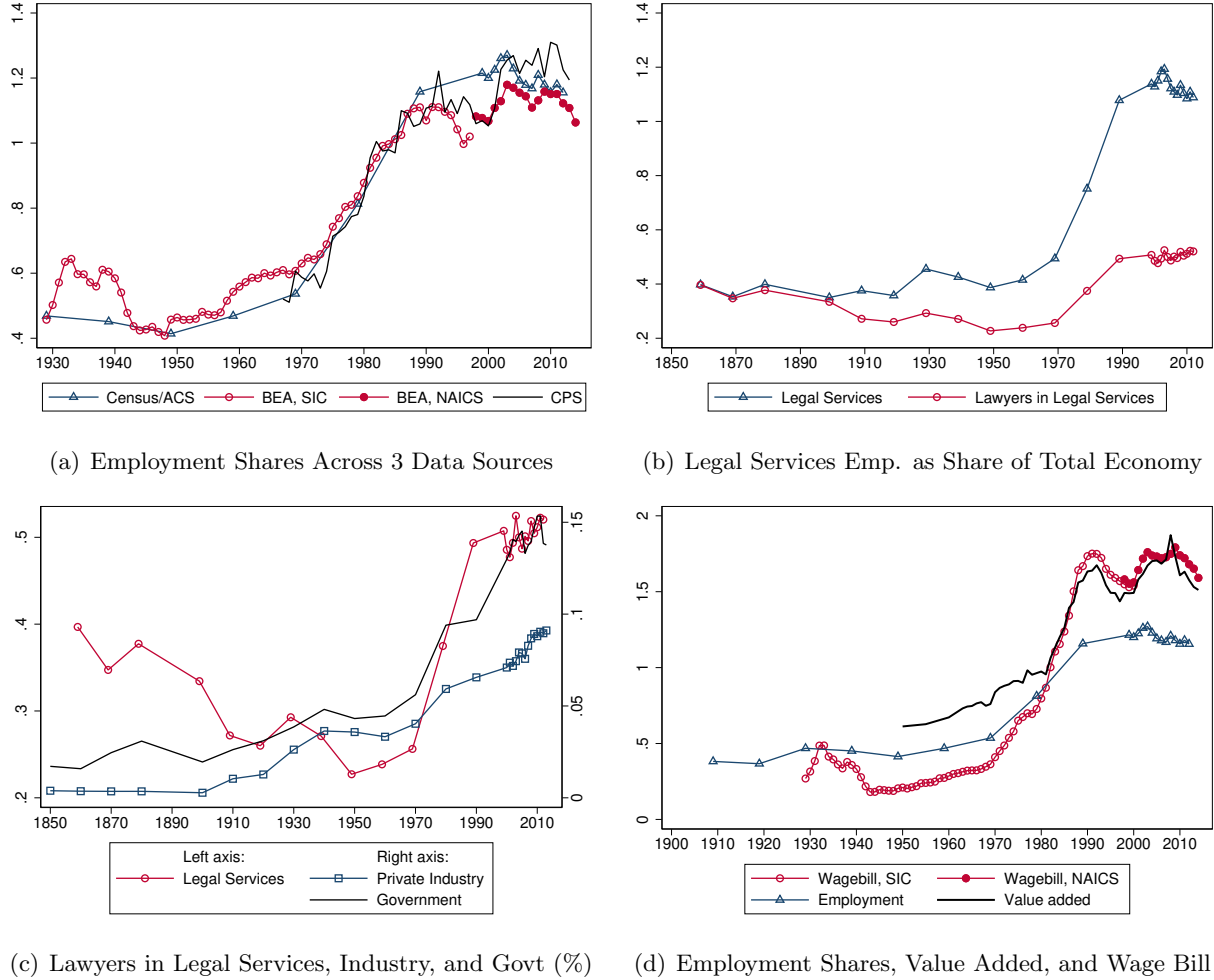 1.4
1.2
1
.8
.6
.4
1930 1940 1950 1960 1970 1980 1990 2000 2010
Census/ACS BEA, SIC BEA, NAICS CPS
(a) Employment Shares Across 3 Data Sources
1.4
1.2
1
.8
.6
.4
.2
1850 1870 1890 1910 1930 1950 1970 1990 2010
Legal Services Lawyers in Legal Services
(b) Legal Services Emp. as Share of Total Economy
.5
.4
.3
.2
.15
.1
.05
0
1850 1870 1890 1910 1930 1950 1970 1990 2010
Left axis: Right axis:
Legal Services Private Industry
Government
(c) Lawyers in Legal Services, Industry, and Govt (%)
2
1.5
1
.5
0
1900 1910 1920 1930 1940 1950 1960 1970 1980 1990 2000 2010
Wagebill, SIC Wagebill, NAICS
Employment Value added
(d) Employment Shares, Value Added, and Wage Bill